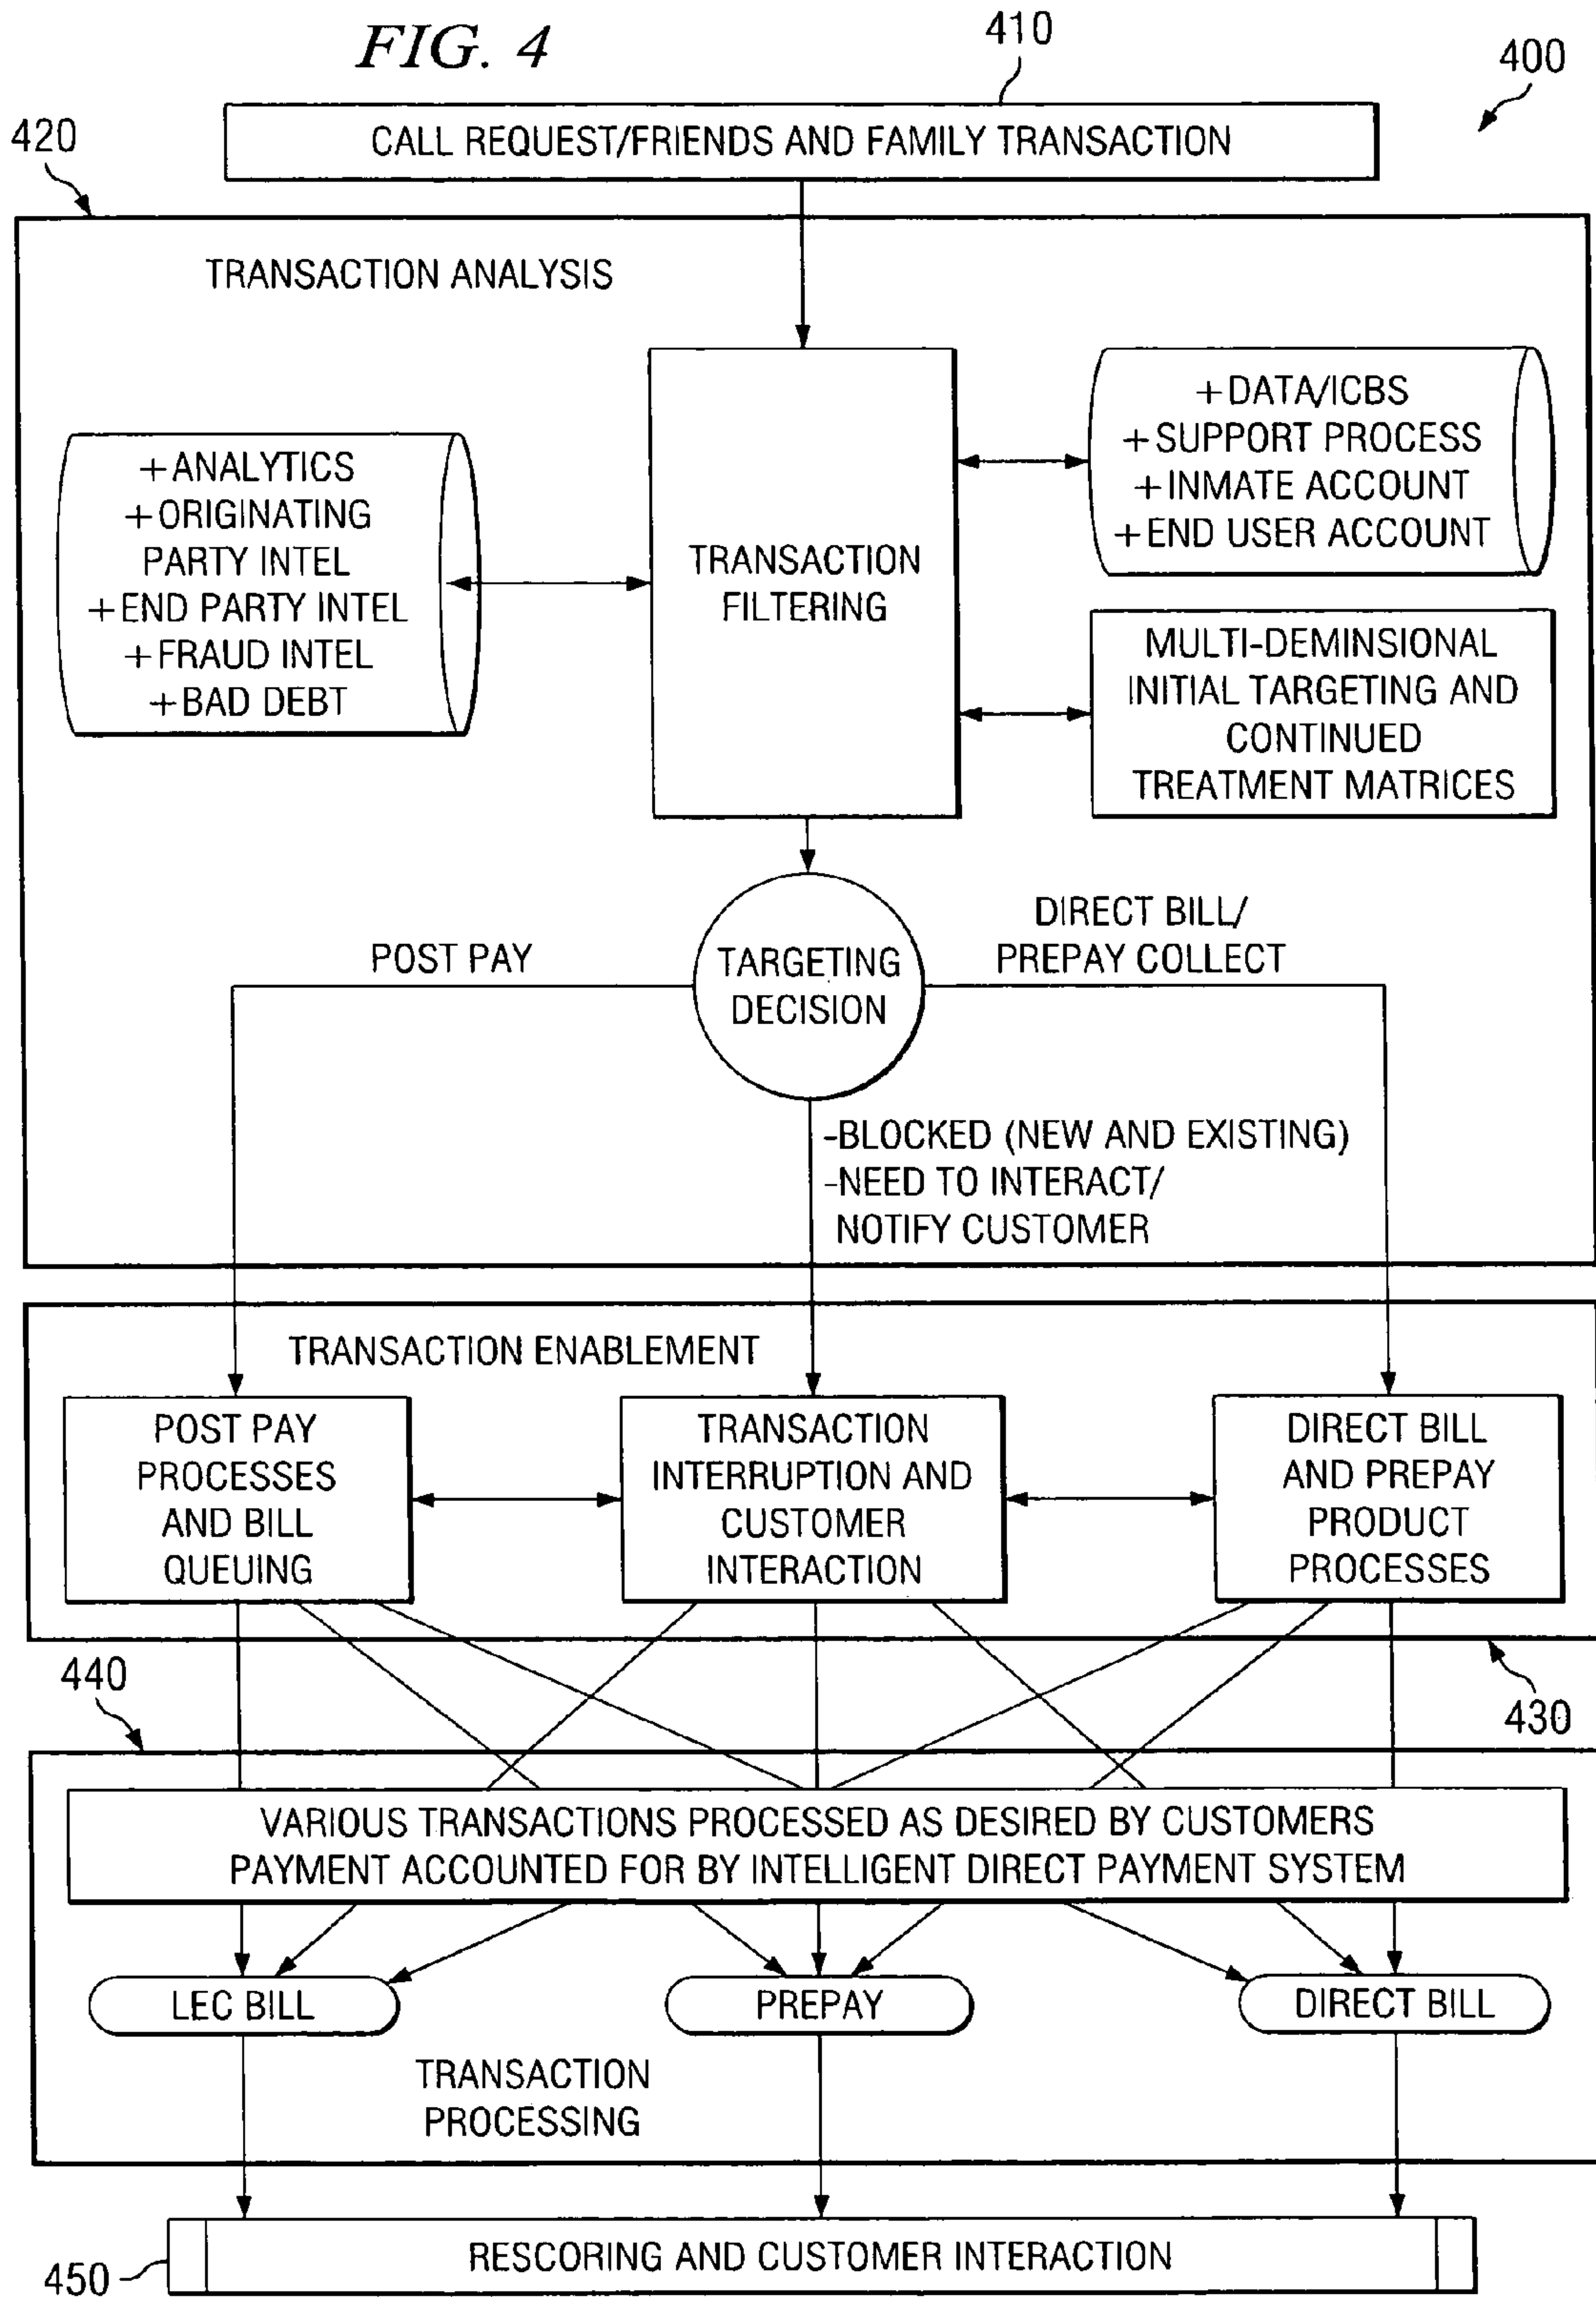 FIG. 4
410
400
CALL REQUEST/FRIENDS AND FAMILY TRANSACTION
420
TRANSACTION ANALYSIS
+ANALYTICS
+ORIGINATING
PARTY INTEL
+END PARTY INTEL
+FRAUD INTEL
+BAD DEBT
TRANSACTION
FILTERING
+DATA/ICBS
+SUPPORT PROCESS
+INMATE ACCOUNT
+END USER ACCOUNT
MULTI-DEMINSIONAL
INITIAL TARGETING AND
CONTINUED
TREATMENT MATRICES
POST PAY
TARGETING
DECISION
DIRECT BILL/
PREPAY COLLECT
-BLOCKED (NEW AND EXISTING)
-NEED TO INTERACT/
NOTIFY CUSTOMER
TRANSACTION ENABLEMENT
POST PAY
PROCESSES
AND BILL
QUEUING
TRANSACTION
INTERRUPTION AND
CUSTOMER
INTERACTION
DIRECT BILL
AND PREPAY
PRODUCT
PROCESSES
430
440
VARIOUS TRANSACTIONS PROCESSED AS DESIRED BY CUSTOMERS
PAYMENT ACCOUNTED FOR BY INTELLIGENT DIRECT PAYMENT SYSTEM
LEC BILL
PREPAY
DIRECT BILL
TRANSACTION
PROCESSING
RESCORING AND CUSTOMER INTERACTION
450